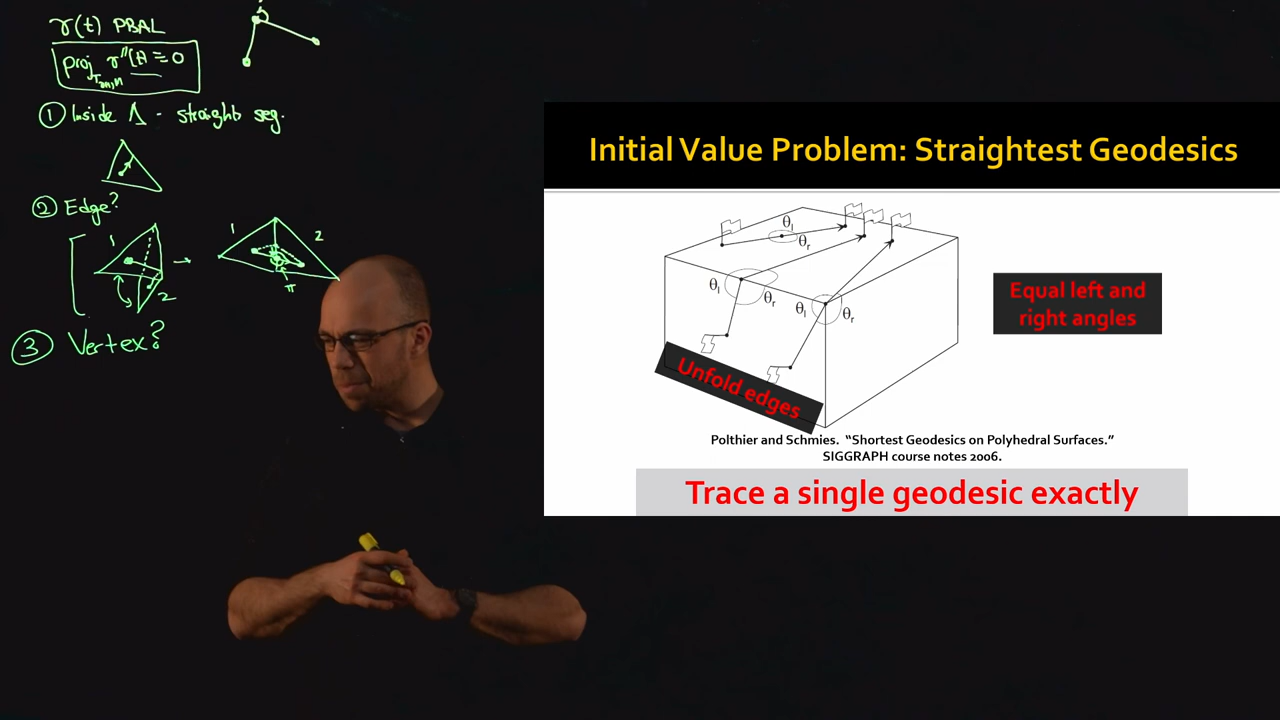 γ(t) PBAL
proj_{T_{γ(t)}M} γ''(t) ≡ 0
① Inside Δ - straight seg.
② Edge?
1
2
1
2
π
③ Vertex?
Initial Value Problem: Straightest Geodesics
θl
θr
θl
θr
θl
θr
Equal left and
right angles
Unfold edges
Polthier and Schmies. “Shortest Geodesics on Polyhedral Surfaces.”
SIGGRAPH course notes 2006.
Trace a single geodesic exactly